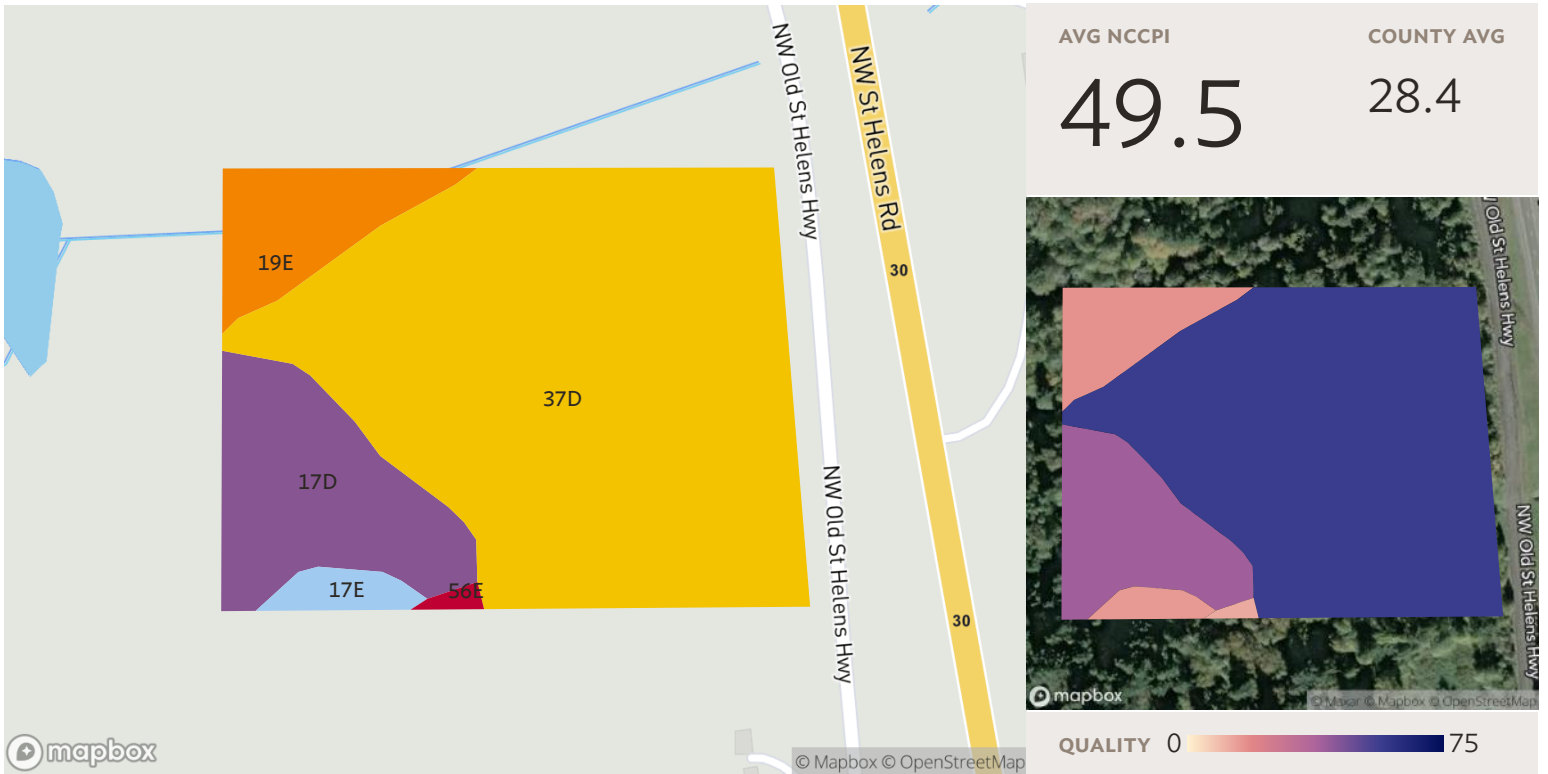 NW Old St Helens Hwy
NW St Helens Rd
30
19E
37D
17D
17E
56E
NW Old St Helens Hwy
30
mapbox
© Mapbox © OpenStreetMap
AVG NCCPI
COUNTY AVG
49.5
28.4
Old St Helens Hwy
NW Old St Helens Hwy
mapbox
© Maxar © Mapbox © OpenStreetMap
QUALITY 0 75